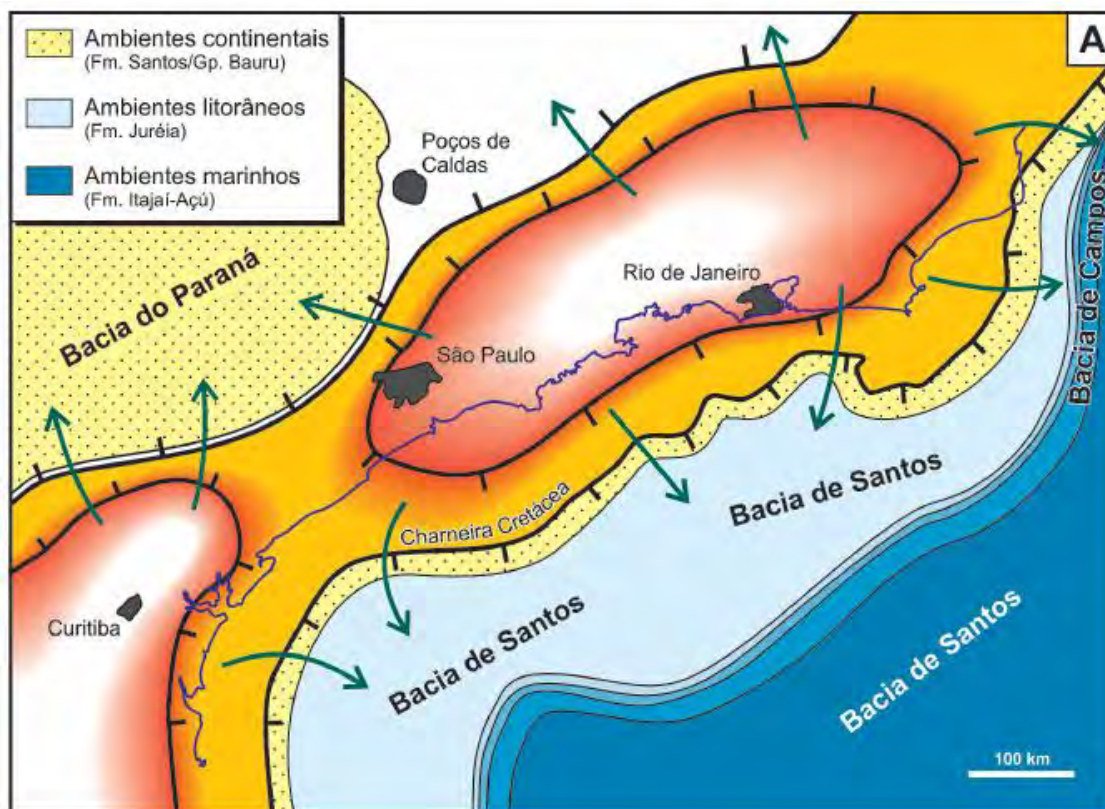 Ambientes continentais
(Fm. Santos/Gp. Bauru)
Ambientes litorâneos
(Fm. Juréia)
Ambientes marinhos
(Fm. Itajaí-Açú)
A
Poços de
Caldas
Bacia do Paraná
Rio de Janeiro
Bacia de Campos
São Paulo
Bacia de Santos
Charneira Cretácea
Curitiba
Bacia de Santos
Bacia de Santos
100 km